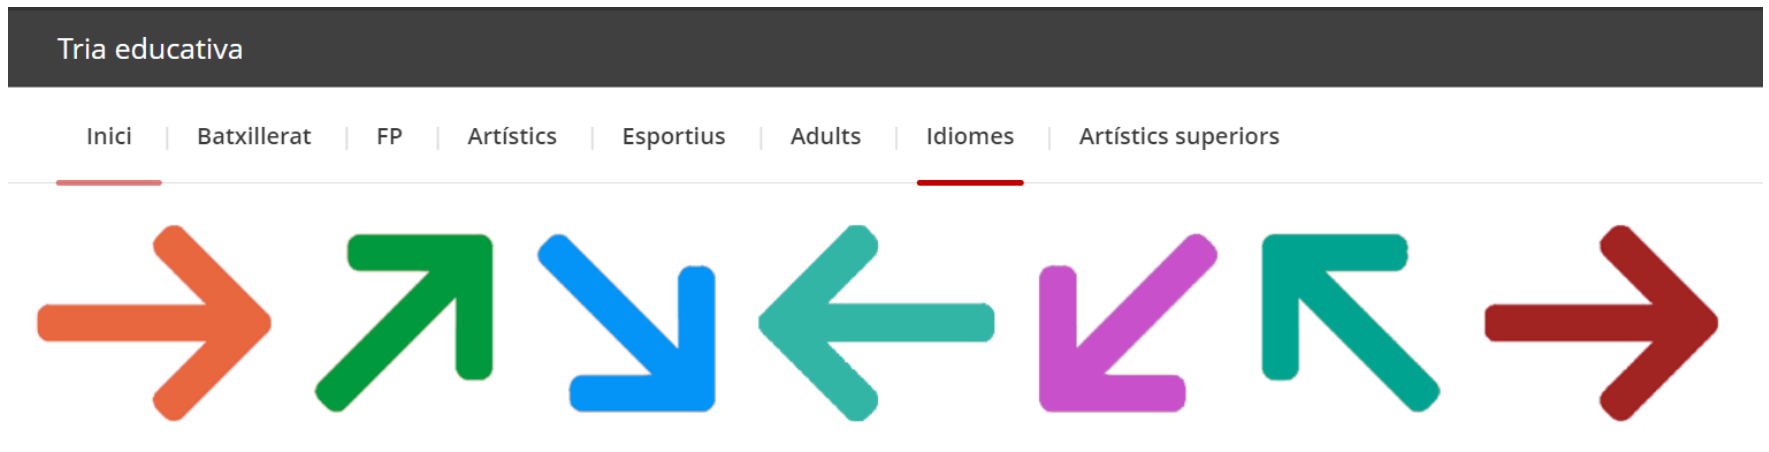 Tria educativa
Inici | Batxillerat | FP | Artístics | Esportius | Adults | Idiomes | Artístics superiors